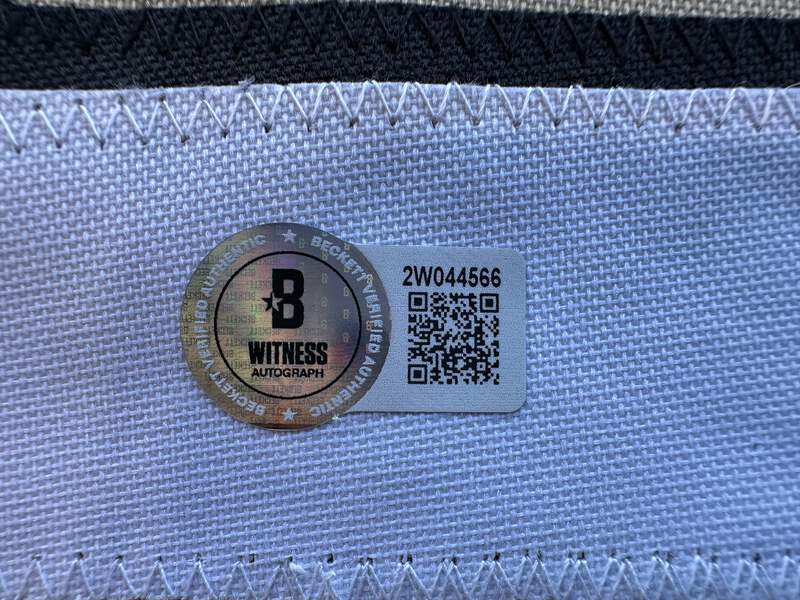 BECKETT VERIFIED AUTHENTIC
BECKETT VERIFIED AUTHENTIC
B
WITNESS
AUTOGRAPH
2W044566